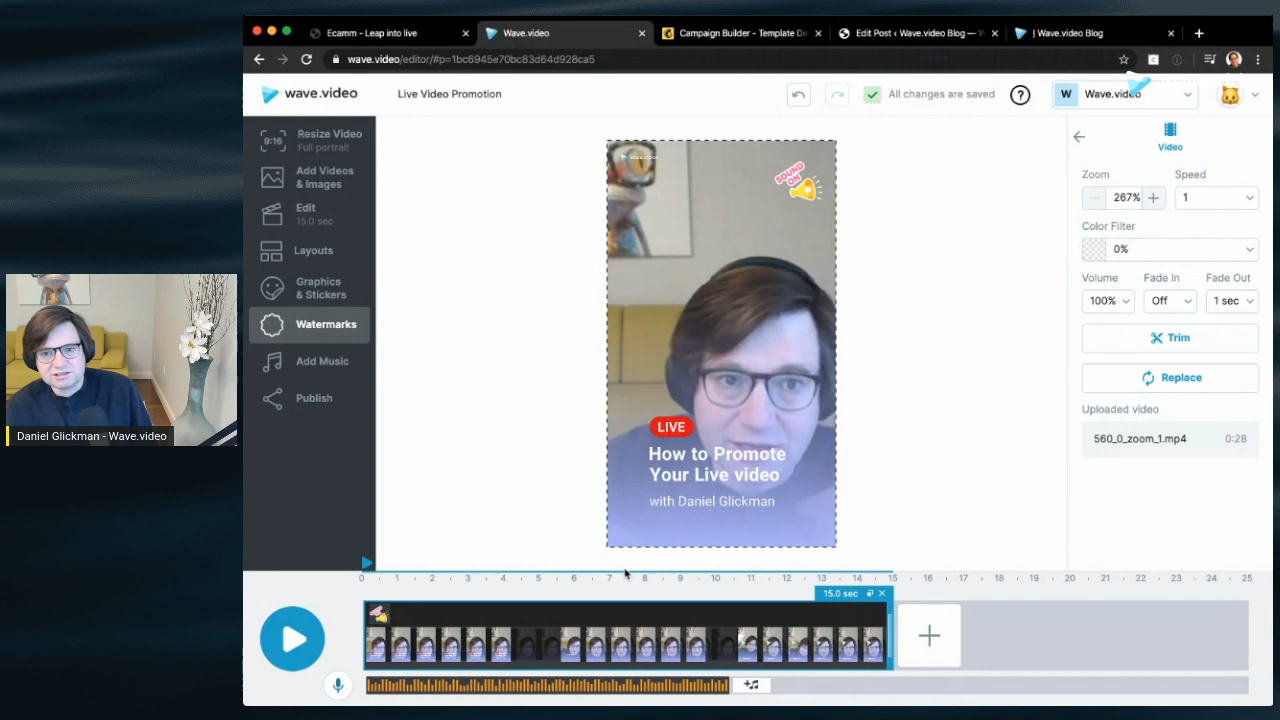 Ecamm - Leap into live
Wave.video
Campaign Builder - Template De
Edit Post ‹ Wave.video Blog — W
| Wave.video Blog
wave.video/editor/#p=1bc6945e70bc83d64d928ca5
wave.video
Live Video Promotion
All changes are saved
W Wave.video
9:16
Resize Video
Full portrait
Add Videos
& Images
Edit
15.0 sec
Layouts
Graphics
& Stickers
Watermarks
Add Music
Publish
SOUND
ON
LIVE
How to Promote
Your Live video
with Daniel Glickman
Video
Zoom Speed
267% 1
Color Filter
0%
Volume Fade In Fade Out
100% Off 1 sec
Trim
Replace
Uploaded video
560_0_zoom_1.mp4 0:28
Daniel Glickman - Wave.video
0 1 2 3 4 5 6 7 8 9 10 11 12 13 14 15 16 17 18 19 20 21 22 23 24 25
15.0 sec